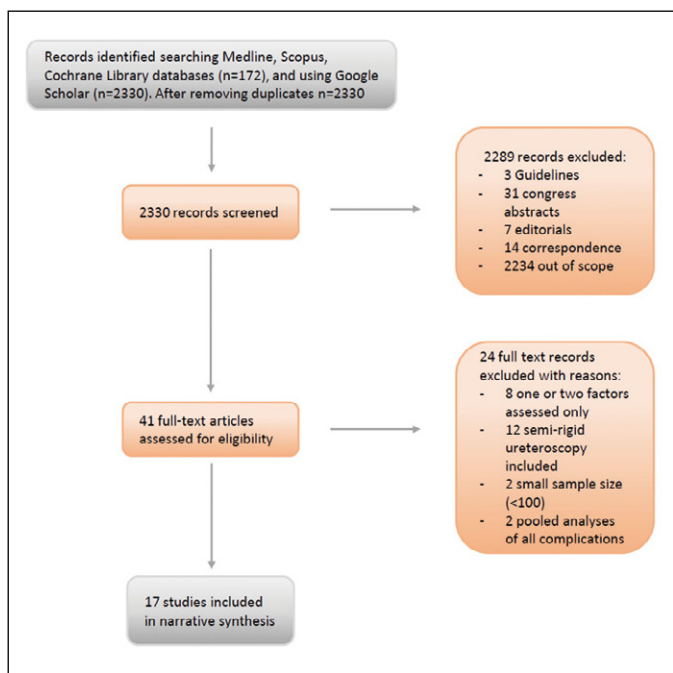 Records identified searching Medline, Scopus,
Cochrane Library databases (n=172), and using Google
Scholar (n=2330). After removing duplicates n=2330
2330 records screened
2289 records excluded:
- 3 Guidelines
- 31 congress
abstracts
- 7 editorials
- 14 correspondence
- 2234 out of scope
41 full-text articles
assessed for eligibility
24 full text records
excluded with reasons:
- 8 one or two factors
assessed only
- 12 semi-rigid
ureteroscopy
included
- 2 small sample size
(<100)
- 2 pooled analyses
of all complications
17 studies included
in narrative synthesis